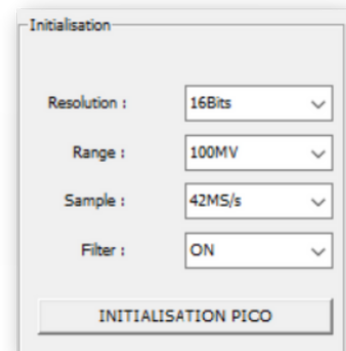 Initialisation
Resolution : 16Bits
Range : 100MV
Sample : 42MS/s
Filter : ON
INITIALISATION PICO